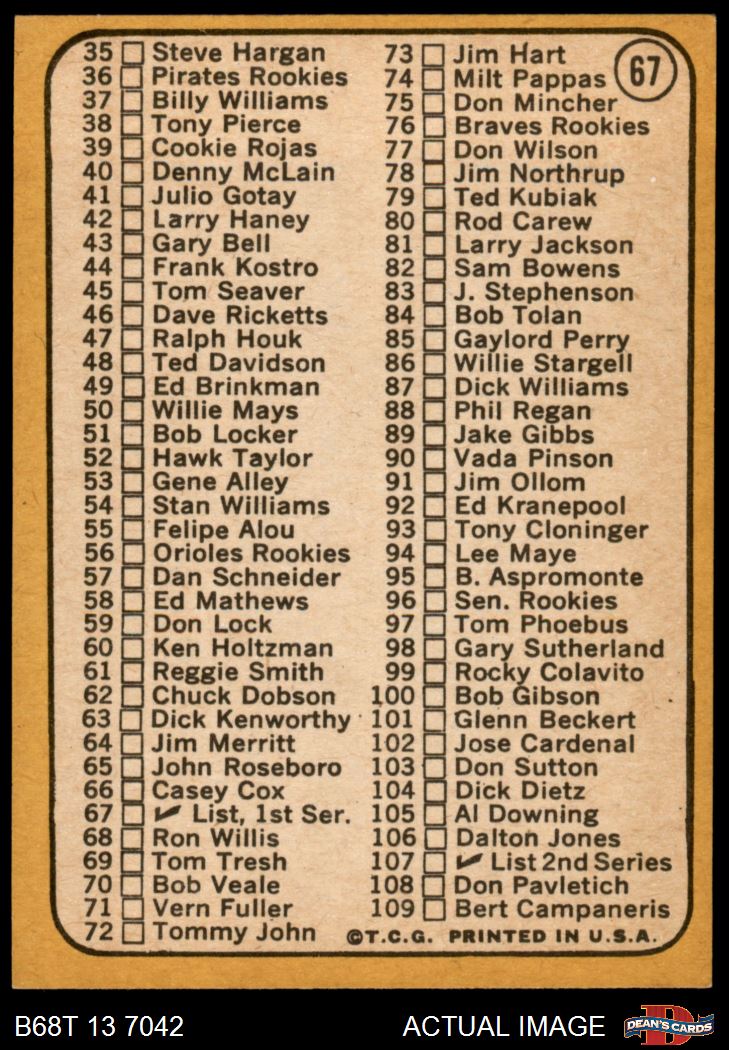 67
35 Steve Hargan
36 Pirates Rookies
37 Billy Williams
38 Tony Pierce
39 Cookie Rojas
40 Denny McLain
41 Julio Gotay
42 Larry Haney
43 Gary Bell
44 Frank Kostro
45 Tom Seaver
46 Dave Ricketts
47 Ralph Houk
48 Ted Davidson
49 Ed Brinkman
50 Willie Mays
51 Bob Locker
52 Hawk Taylor
53 Gene Alley
54 Stan Williams
55 Felipe Alou
56 Orioles Rookies
57 Dan Schneider
58 Ed Mathews
59 Don Lock
60 Ken Holtzman
61 Reggie Smith
62 Chuck Dobson
63 Dick Kenworthy
64 Jim Merritt
65 John Roseboro
66 Casey Cox
67 ✔ List, 1st Ser.
68 Ron Willis
69 Tom Tresh
70 Bob Veale
71 Vern Fuller
72 Tommy John
73 Jim Hart
74 Milt Pappas
75 Don Mincher
76 Braves Rookies
77 Don Wilson
78 Jim Northrup
79 Ted Kubiak
80 Rod Carew
81 Larry Jackson
82 Sam Bowens
83 J. Stephenson
84 Bob Tolan
85 Gaylord Perry
86 Willie Stargell
87 Dick Williams
88 Phil Regan
89 Jake Gibbs
90 Vada Pinson
91 Jim Ollom
92 Ed Kranepool
93 Tony Cloninger
94 Lee Maye
95 B. Aspromonte
96 Sen. Rookies
97 Tom Phoebus
98 Gary Sutherland
99 Rocky Colavito
100 Bob Gibson
101 Glenn Beckert
102 Jose Cardenal
103 Don Sutton
104 Dick Dietz
105 Al Downing
106 Dalton Jones
107 ✔ List 2nd Series
108 Don Pavletich
109 Bert Campaneris
©T.C.G. PRINTED IN U.S.A.
B68T 13 7042
ACTUAL IMAGE
D
DEAN'S CARDS